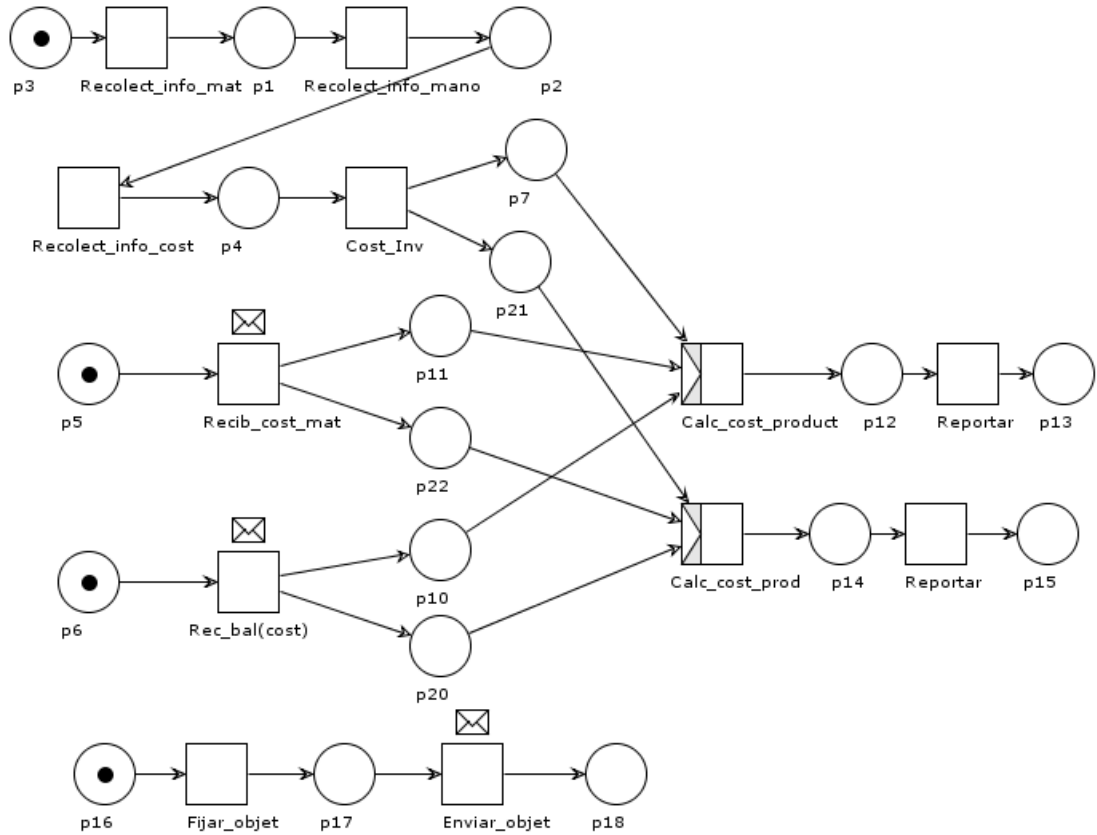 p3 Recolect_info_mat p1 Recolect_info_mano p2
p7
Recolect_info_cost p4 Cost_Inv
p21
p11
p5 Recib_cost_mat Calc_cost_product p12 Reportar p13
p22
Calc_cost_prod p14 Reportar p15
p10
p6 Rec_bal(cost)
p20
p16 Fijar_objet p17 Enviar_objet p18